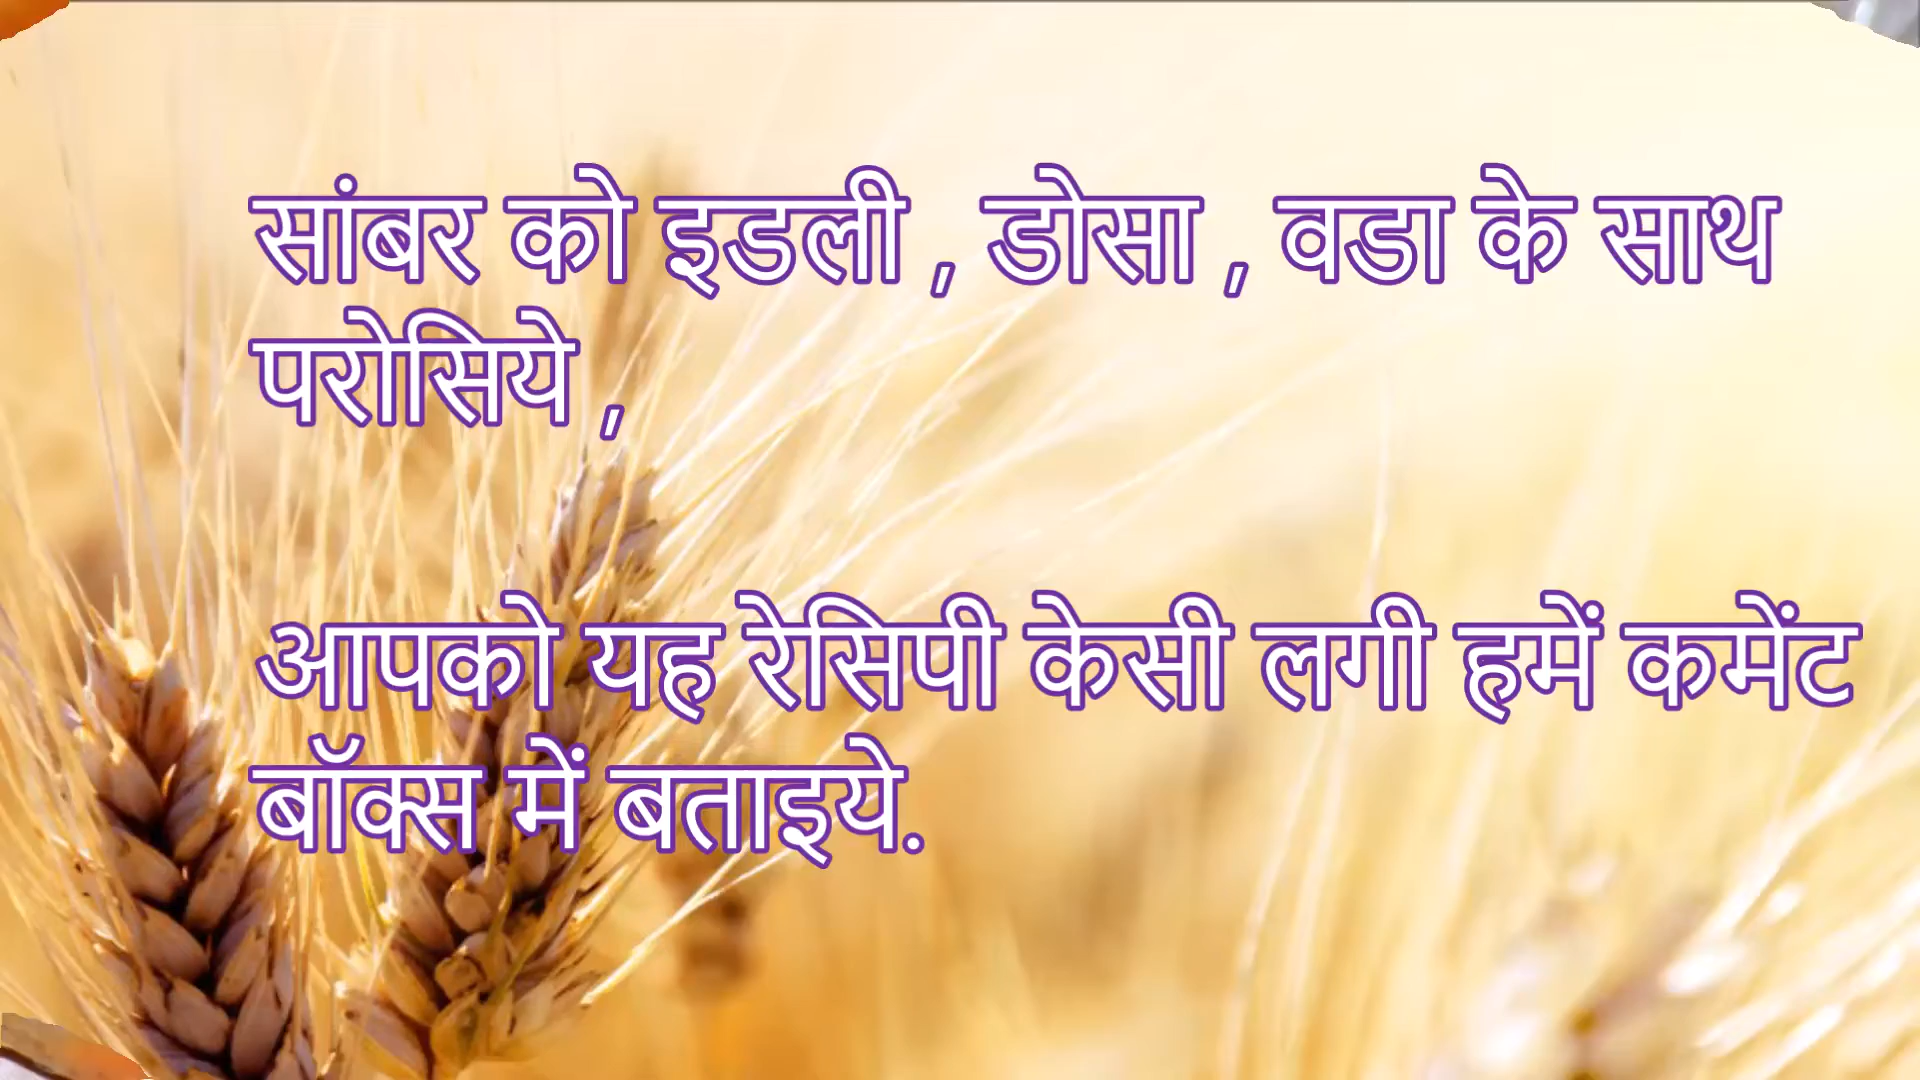 सांबर को इडली , डोसा , वडा के साथ
परोसिये ,
आपको यह रेसिपी केसी लगी हमें कमेंट
बॉक्स में बताइये.